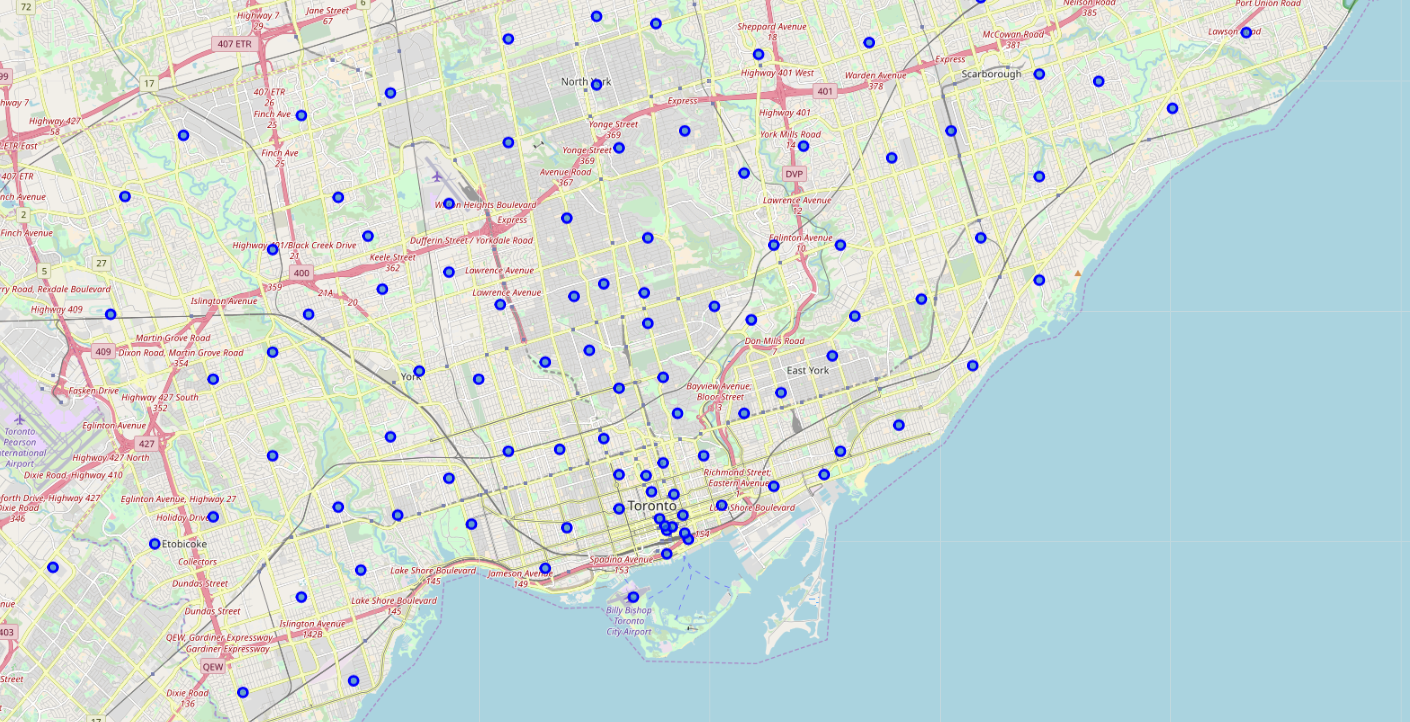 72
Highway 7
29
Jane Street
67
6
Sheppard Avenue
18
Neilson Road
385
Port Union Road
407 ETR
McCowan Road
381
Lawson Road
99
17
North York
Highway 401 West
Warden Avenue
378
Express
Scarborough
407 ETR
26
Finch Ave
25
Express
401
Highway 427
58
Yonge Street
369
Highway 401
York Mills Road
14
Finch Ave
25
Yonge Street
369
Avenue Road
367
DVP
407 ETR
Finch Avenue
2
Wilson Heights Boulevard
Express
Lawrence Avenue
12
Finch Avenue
Highway 401/Black Creek Drive
21
Dufferin Street / Yorkdale Road
Eglinton Avenue
10
27
Keele Street
362
5
400
Lawrence Avenue
359
21A
20
Lawrence Avenue
Islington Avenue
Highway 409
Martin Grove Road
409
Dixon Road, Martin Grove Road
354
Don Mills Road
7
East York
York
Fasken Drive
Highway 427 South
352
Bayview Avenue;
Bloor Street
3
Toronto
Pearson
International
Airport
Eglinton Avenue
427
Highway 427 North
Dixie Road
Highway 410
Richmond Street;
Eastern Avenue
1
Dixie Road
346
Eglinton Avenue, Highway 27
Toronto
Lake Shore Boulevard
Holiday Drive
154
Etobicoke
Collectors
Spadina Avenue
153
Lake Shore Boulevard
145
Jameson Avenue
149
Dundas Street
Dundas Street
Lake Shore Boulevard
145
Billy Bishop
Toronto
City Airport
Islington Avenue
142B
403
QEW, Gardiner Expressway
Gardiner Expressway
QEW
Street
Dixie Road
136
17